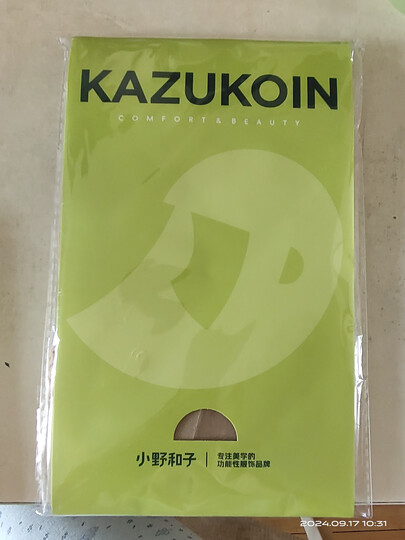 KAZUKOIN
COMFORT & BEAUTY
小野和子
专注美学的
功能性服饰品牌
2024.09.17 10:31